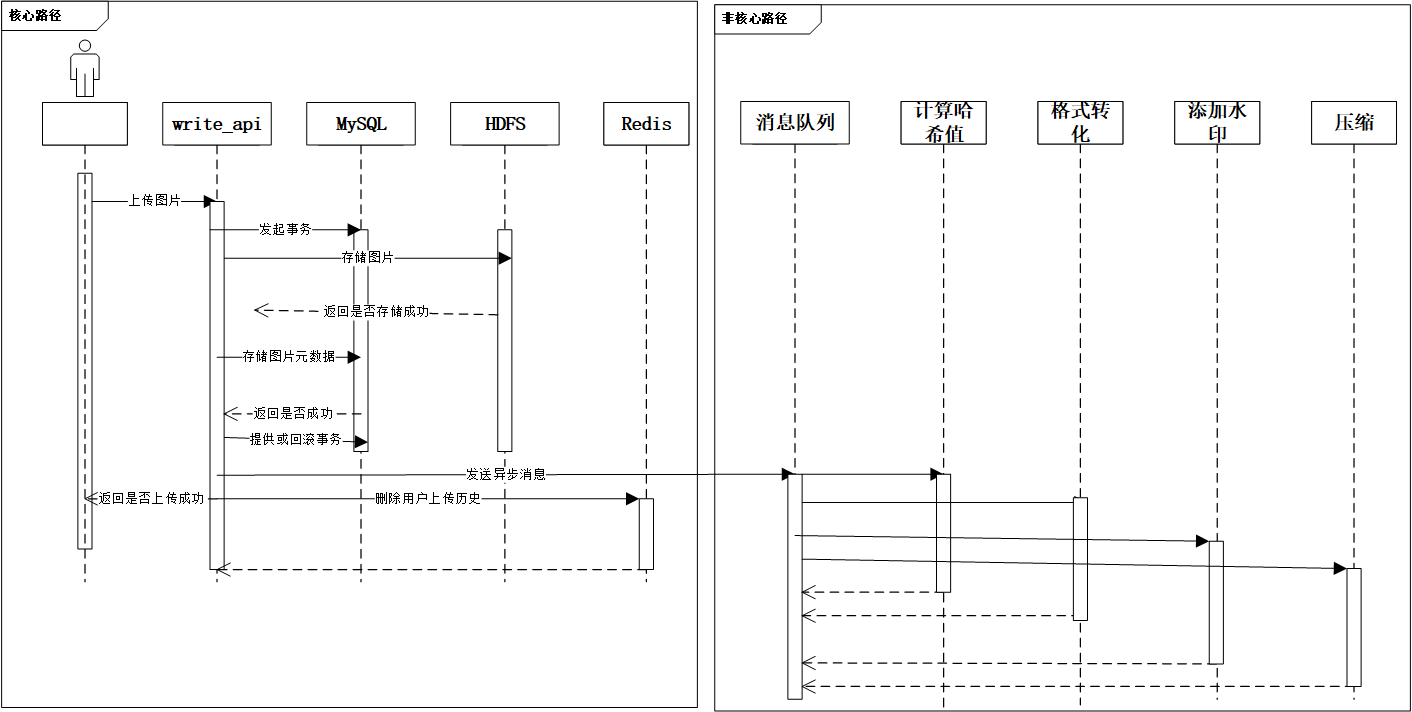 核心路径
非核心路径
write_api
MySQL
HDFS
Redis
消息队列
计算哈
希值
格式转
化
添加水
印
压缩
上传图片
发起事务
存储图片
返回是否存储成功
存储图片元数据
返回是否成功
提供或回滚事务
发送异步消息
返回是否上传成功
删除用户上传历史